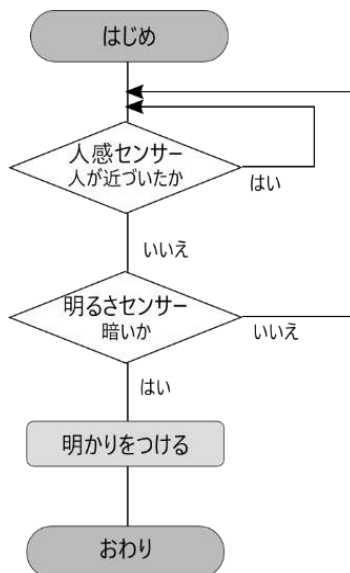 はじめ
人感センサー
人が近づいたか
はい
いいえ
明るさセンサー
暗いか
いいえ
はい
明かりをつける
おわり